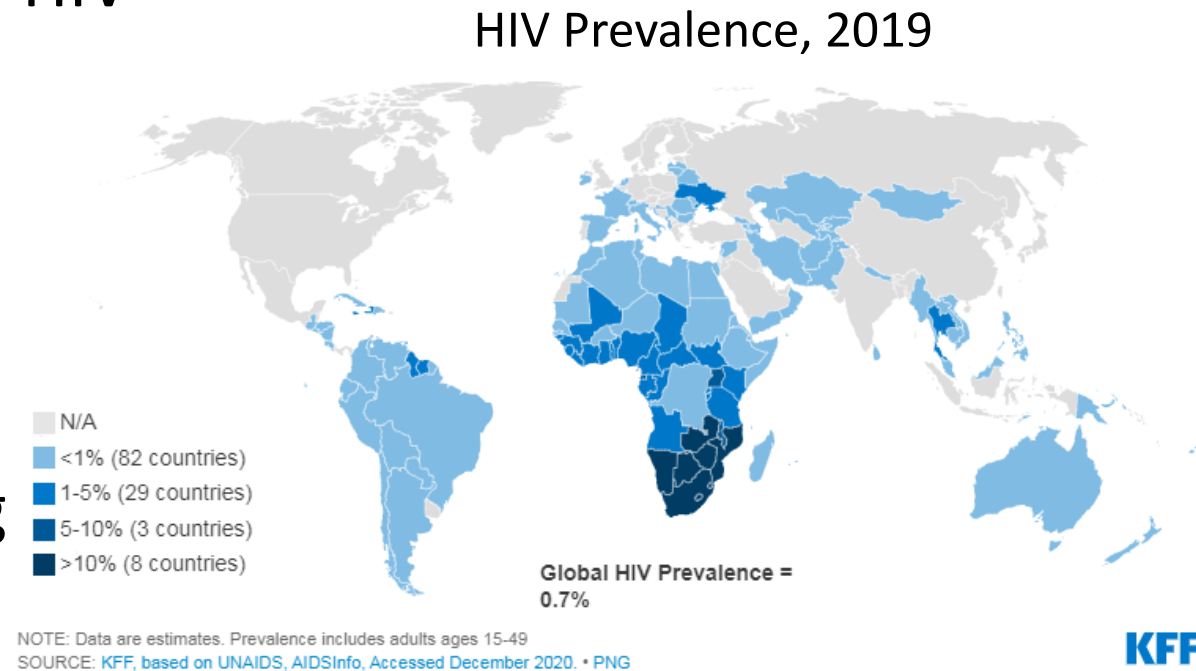 HIV Prevalence, 2019
N/A
<1% (82 countries)
1-5% (29 countries)
5-10% (3 countries)
>10% (8 countries)
Global HIV Prevalence =
0.7%
NOTE: Data are estimates. Prevalence includes adults ages 15-49
SOURCE: KFF, based on UNAIDS, AIDSInfo, Accessed December 2020. • PNG
KFF